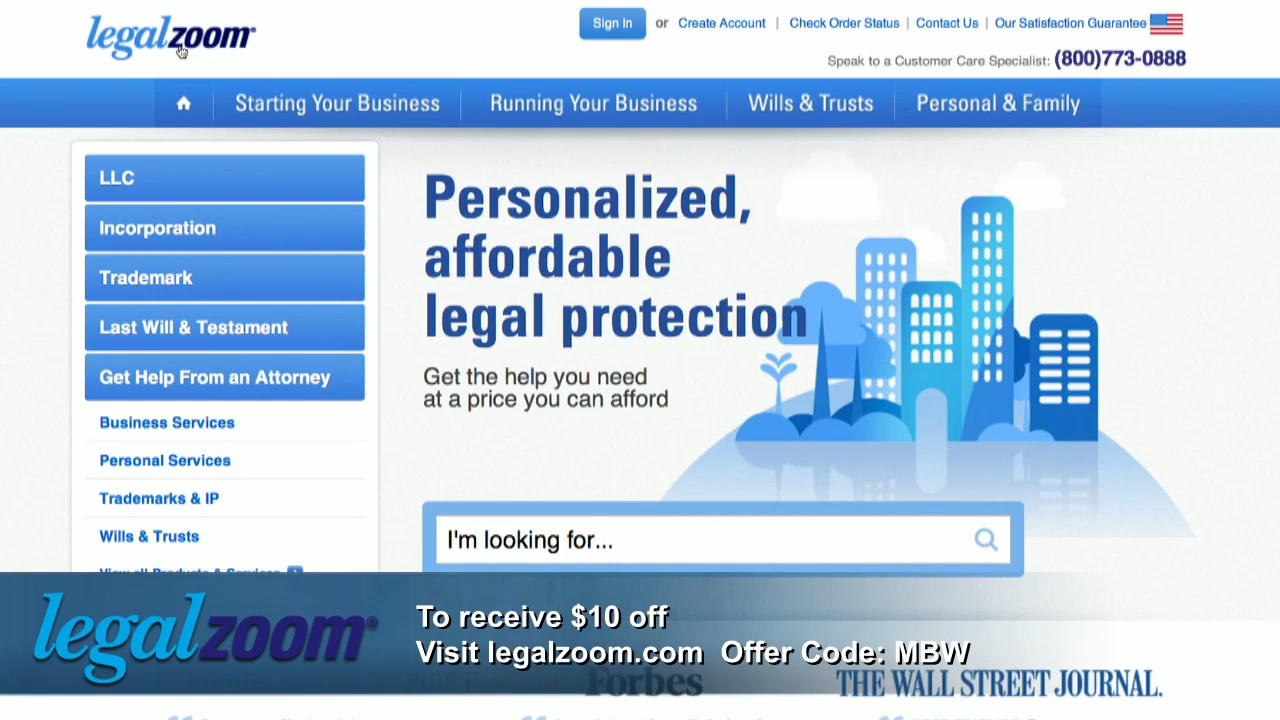 legalzoom
Sign In or Create Account | Check Order Status | Contact Us | Our Satisfaction Guarantee
Speak to a Customer Care Specialist: (800)773-0888
Starting Your Business Running Your Business Wills & Trusts Personal & Family
LLC
Incorporation
Trademark
Last Will & Testament
Get Help From an Attorney
Business Services
Personal Services
Trademarks & IP
Wills & Trusts
View all Products & Services
Personalized,
affordable
legal protection
Get the help you need
at a price you can afford
I'm looking for...
legalzoom®
To receive $10 off
Visit legalzoom.com Offer Code: MBW
Forbes
THE WALL STREET JOURNAL.